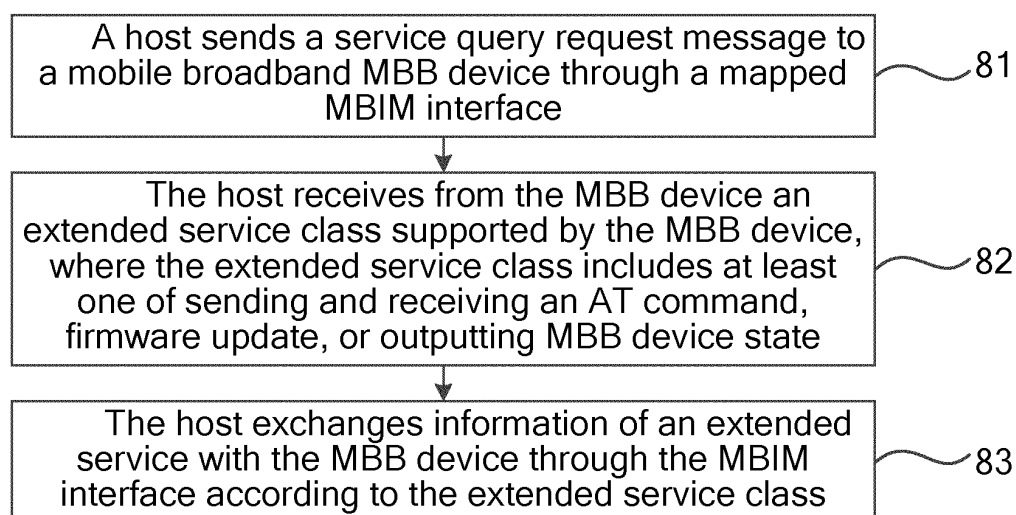 A host sends a service query request message to
a mobile broadband MBB device through a mapped
MBIM interface
81
The host receives from the MBB device an
extended service class supported by the MBB device,
where the extended service class includes at least
one of sending and receiving an AT command,
firmware update, or outputting MBB device state
82
The host exchanges information of an extended
service with the MBB device through the MBIM
interface according to the extended service class
83